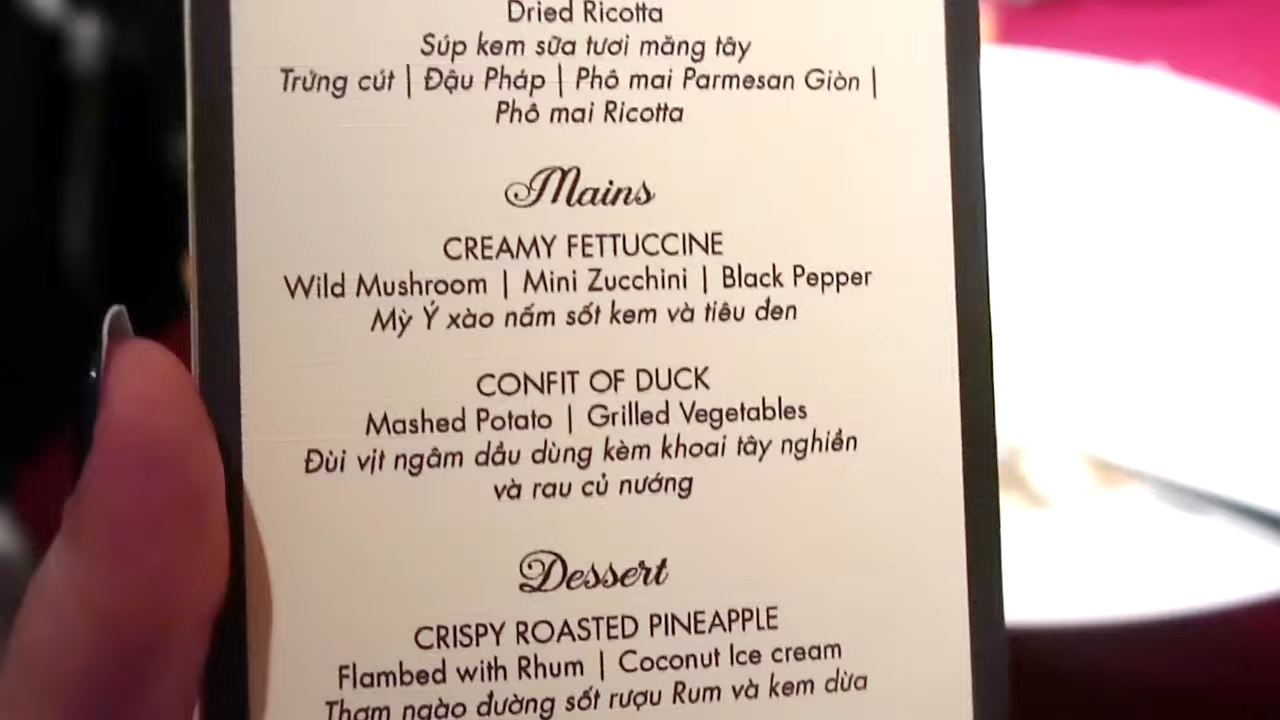 Dried Ricotta
Súp kem sữa tươi măng tây
Trứng cút | Đậu Pháp | Phô mai Parmesan Giòn |
Phô mai Ricotta
Mains
CREAMY FETTUCCINE
Wild Mushroom | Mini Zucchini | Black Pepper
Mỳ Ý xào nấm sốt kem và tiêu đen
CONFIT OF DUCK
Mashed Potato | Grilled Vegetables
Đùi vịt ngâm dầu dùng kèm khoai tây nghiền
và rau củ nướng
Dessert
CRISPY ROASTED PINEAPPLE
Flambed with Rhum | Coconut Ice cream
Thơm ngào đường sốt rượu Rum và kem dừa